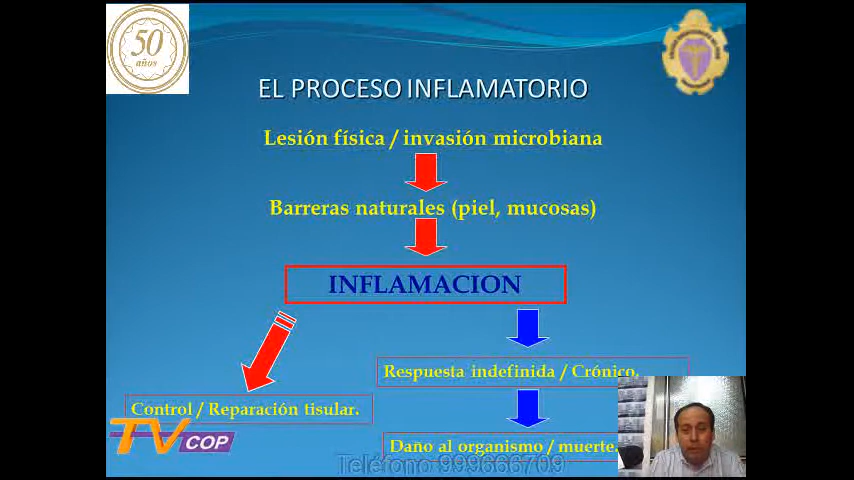 50
años
EL PROCESO INFLAMATORIO
Lesión física / invasión microbiana
Barreras naturales (piel, mucosas)
INFLAMACION
Respuesta indefinida / Crónico.
Control / Reparación tisular.
TV COP
Daño al organismo / muerte.
Teléfono 999666709